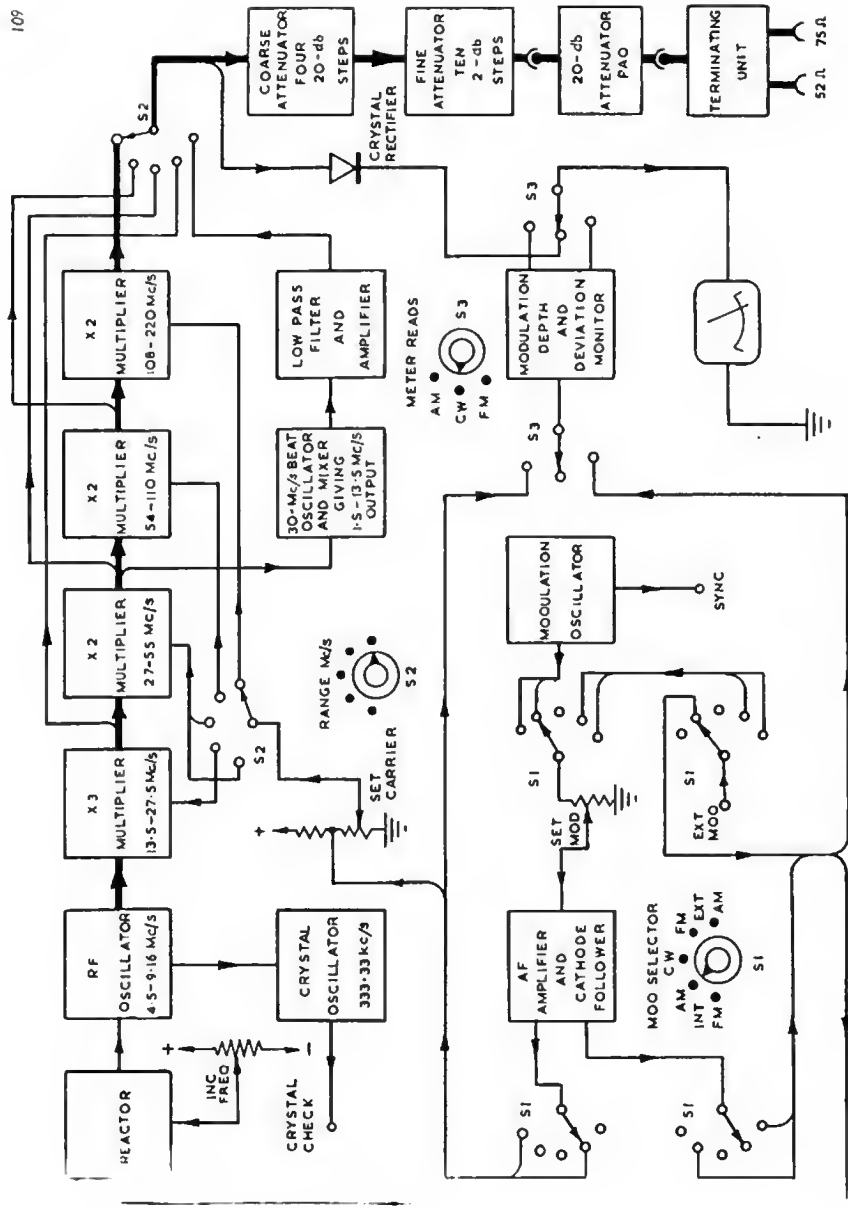 109
REACTOR
RF
OSCILLATOR
4·5-9·16 Mc/s
X 3
MULTIPLIER
13·5-27·5 Mc/s
X 2
MULTIPLIER
27-55 Mc/s
X 2
MULTIPLIER
54-110 Mc/s
X 2
MULTIPLIER
108-220 Mc/s
S2
COARSE
ATTENUATOR
FOUR
20-db
STEPS
FINE
ATTENUATOR
TEN
2-db
STEPS
20-db
ATTENUATOR
PAD
TERMINATING
UNIT
52 Ω
75 Ω
CRYSTAL
RECTIFIER
+
INC
FREQ
-
CRYSTAL
OSCILLATOR
333·33 kc/s
CRYSTAL
CHECK
+
SET
CARRIER
S2
RANGE Mc/s
S2
30-Mc/s BEAT
OSCILLATOR
AND MIXER
GIVING
1·5-13·5 Mc/s
OUTPUT
LOW PASS
FILTER
AND
AMPLIFIER
METER READS
AM
CW
FM
S3
S3
MODULATION
DEPTH
AND
DEVIATION
MONITOR
S3
MODULATION
OSCILLATOR
SYNC
S1
SET
MOD
AF
AMPLIFIER
AND
CATHODE
FOLLOWER
S1
S1
MOD SELECTOR
CW
AM
FM
INT
EXT
FM
AM
S1
S1
EXT
MOD